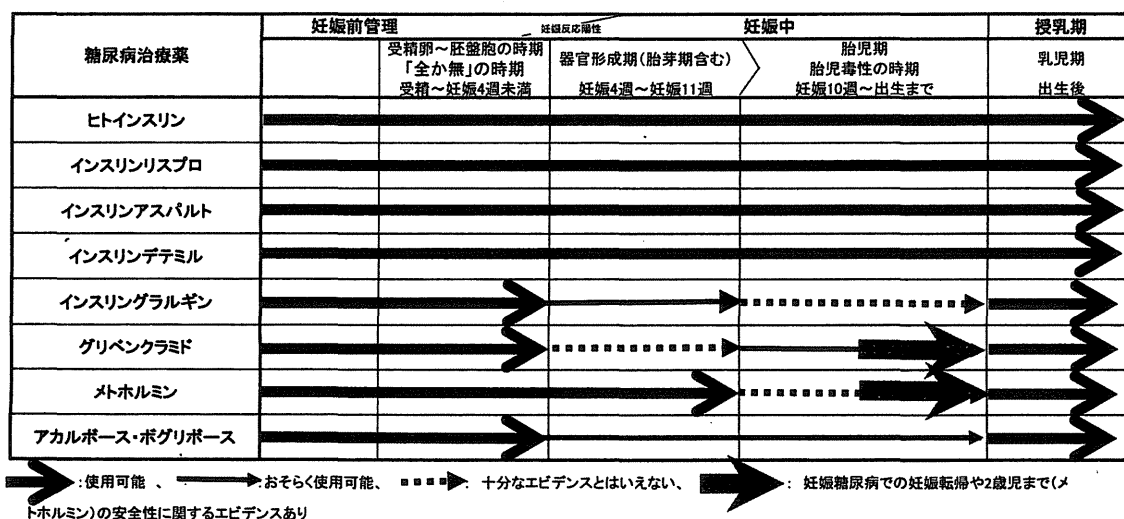 糖尿病治療薬
妊娠前管理
妊娠反応陽性
妊娠中
授乳期
受精卵～胚盤胞の時期
「全か無」の時期
受精～妊娠4週未満
器官形成期(胎芽期含む)
妊娠4週～妊娠11週
胎児期
胎児毒性の時期
妊娠10週～出生まで
乳児期
出生後
ヒトインスリン
インスリンリスプロ
インスリンアスパルト
インスリンデテミル
インスリングラルギン
グリベンクラミド
メトホルミン
アカルボース・ボグリボース
:使用可能 、 :おそらく使用可能、 : 十分なエビデンスとはいえない、 : 妊娠糖尿病での妊娠転帰や2歳児まで(メ
トホルミン)の安全性に関するエビデンスあり